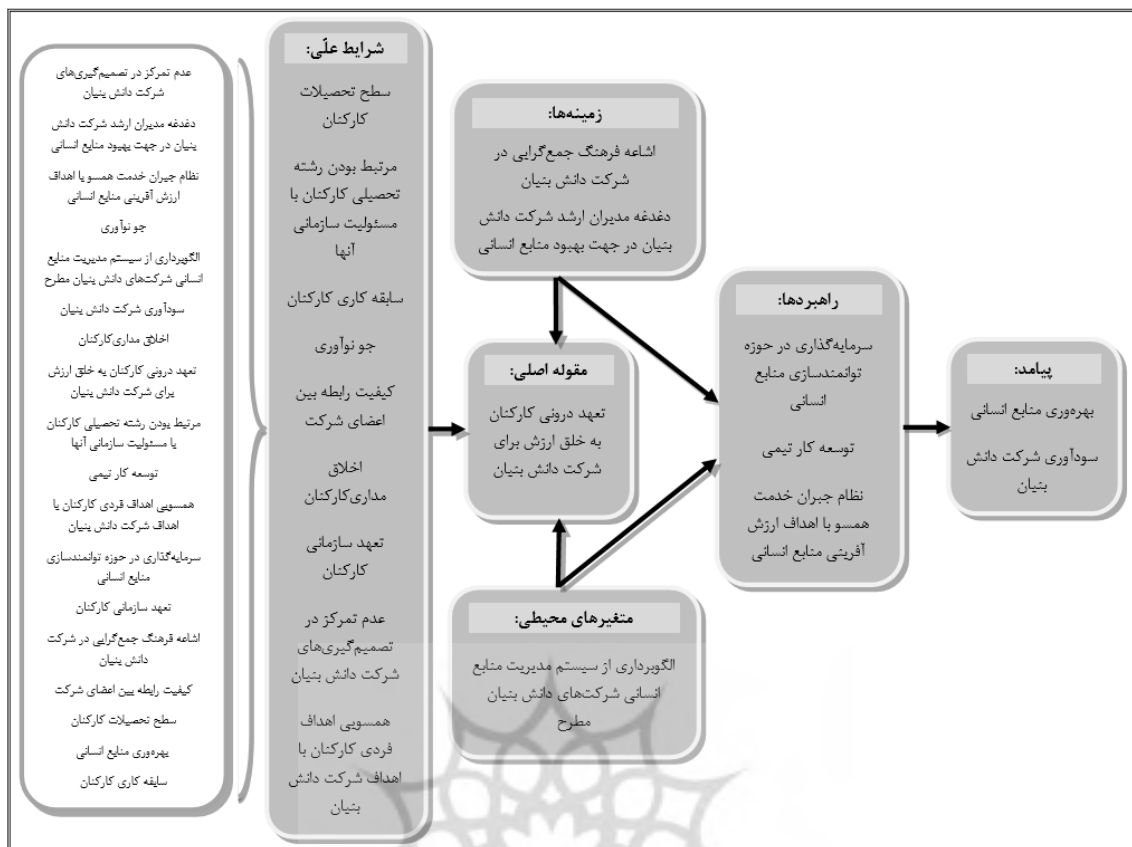 عدم تمرکز در تصمیم‌گیری‌های
شرکت دانش بنیان
دغدغه مدیران ارشد شرکت دانش
بنیان در جهت بهبود منابع انسانی
نظام جبران خدمت همسو با اهداف
ارزش آفرینی منابع انسانی
جو نوآوری
الگوبرداری از سیستم مدیریت منابع
انسانی شرکت‌های دانش بنیان مطرح
سودآوری شرکت دانش بنیان
اخلاق مداری‌کارکنان
تعهد درونی کارکنان به خلق ارزش
برای شرکت دانش بنیان
مرتبط بودن رشته تحصیلی کارکنان
با مسئولیت سازمانی آنها
توسعه کار تیمی
همسویی اهداف فردی کارکنان با
اهداف شرکت دانش بنیان
سرمایه‌گذاری در حوزه توانمندسازی
منابع انسانی
تعهد سازمانی کارکنان
اشاعه فرهنگ جمع‌گرایی در شرکت
دانش بنیان
کیفیت رابطه بین اعضای شرکت
سطح تحصیلات کارکنان
بهره‌وری منابع انسانی
سابقه کاری کارکنان
شرایط علّی:
سطح تحصیلات
کارکنان
مرتبط بودن رشته
تحصیلی کارکنان با
مسئولیت سازمانی
آنها
سابقه کاری کارکنان
جو نوآوری
کیفیت رابطه بین
اعضای شرکت
اخلاق
مداری‌کارکنان
تعهد سازمانی
کارکنان
عدم تمرکز در
تصمیم‌گیری‌های
شرکت دانش بنیان
همسویی اهداف
فردی کارکنان با
اهداف شرکت دانش
بنیان
زمینه‌ها:
اشاعه فرهنگ جمع‌گرایی در
شرکت دانش بنیان
دغدغه مدیران ارشد شرکت دانش
بنیان در جهت بهبود منابع انسانی
مقوله اصلی:
تعهد درونی کارکنان
به خلق ارزش برای
شرکت دانش بنیان
متغیرهای محیطی:
الگوبرداری از سیستم مدیریت منابع
انسانی شرکت‌های دانش بنیان
مطرح
راهبردها:
سرمایه‌گذاری در حوزه
توانمندسازی منابع
انسانی
توسعه کار تیمی
نظام جبران خدمت
همسو با اهداف ارزش
آفرینی منابع انسانی
پیامد:
بهره‌وری منابع انسانی
سودآوری شرکت دانش
بنیان